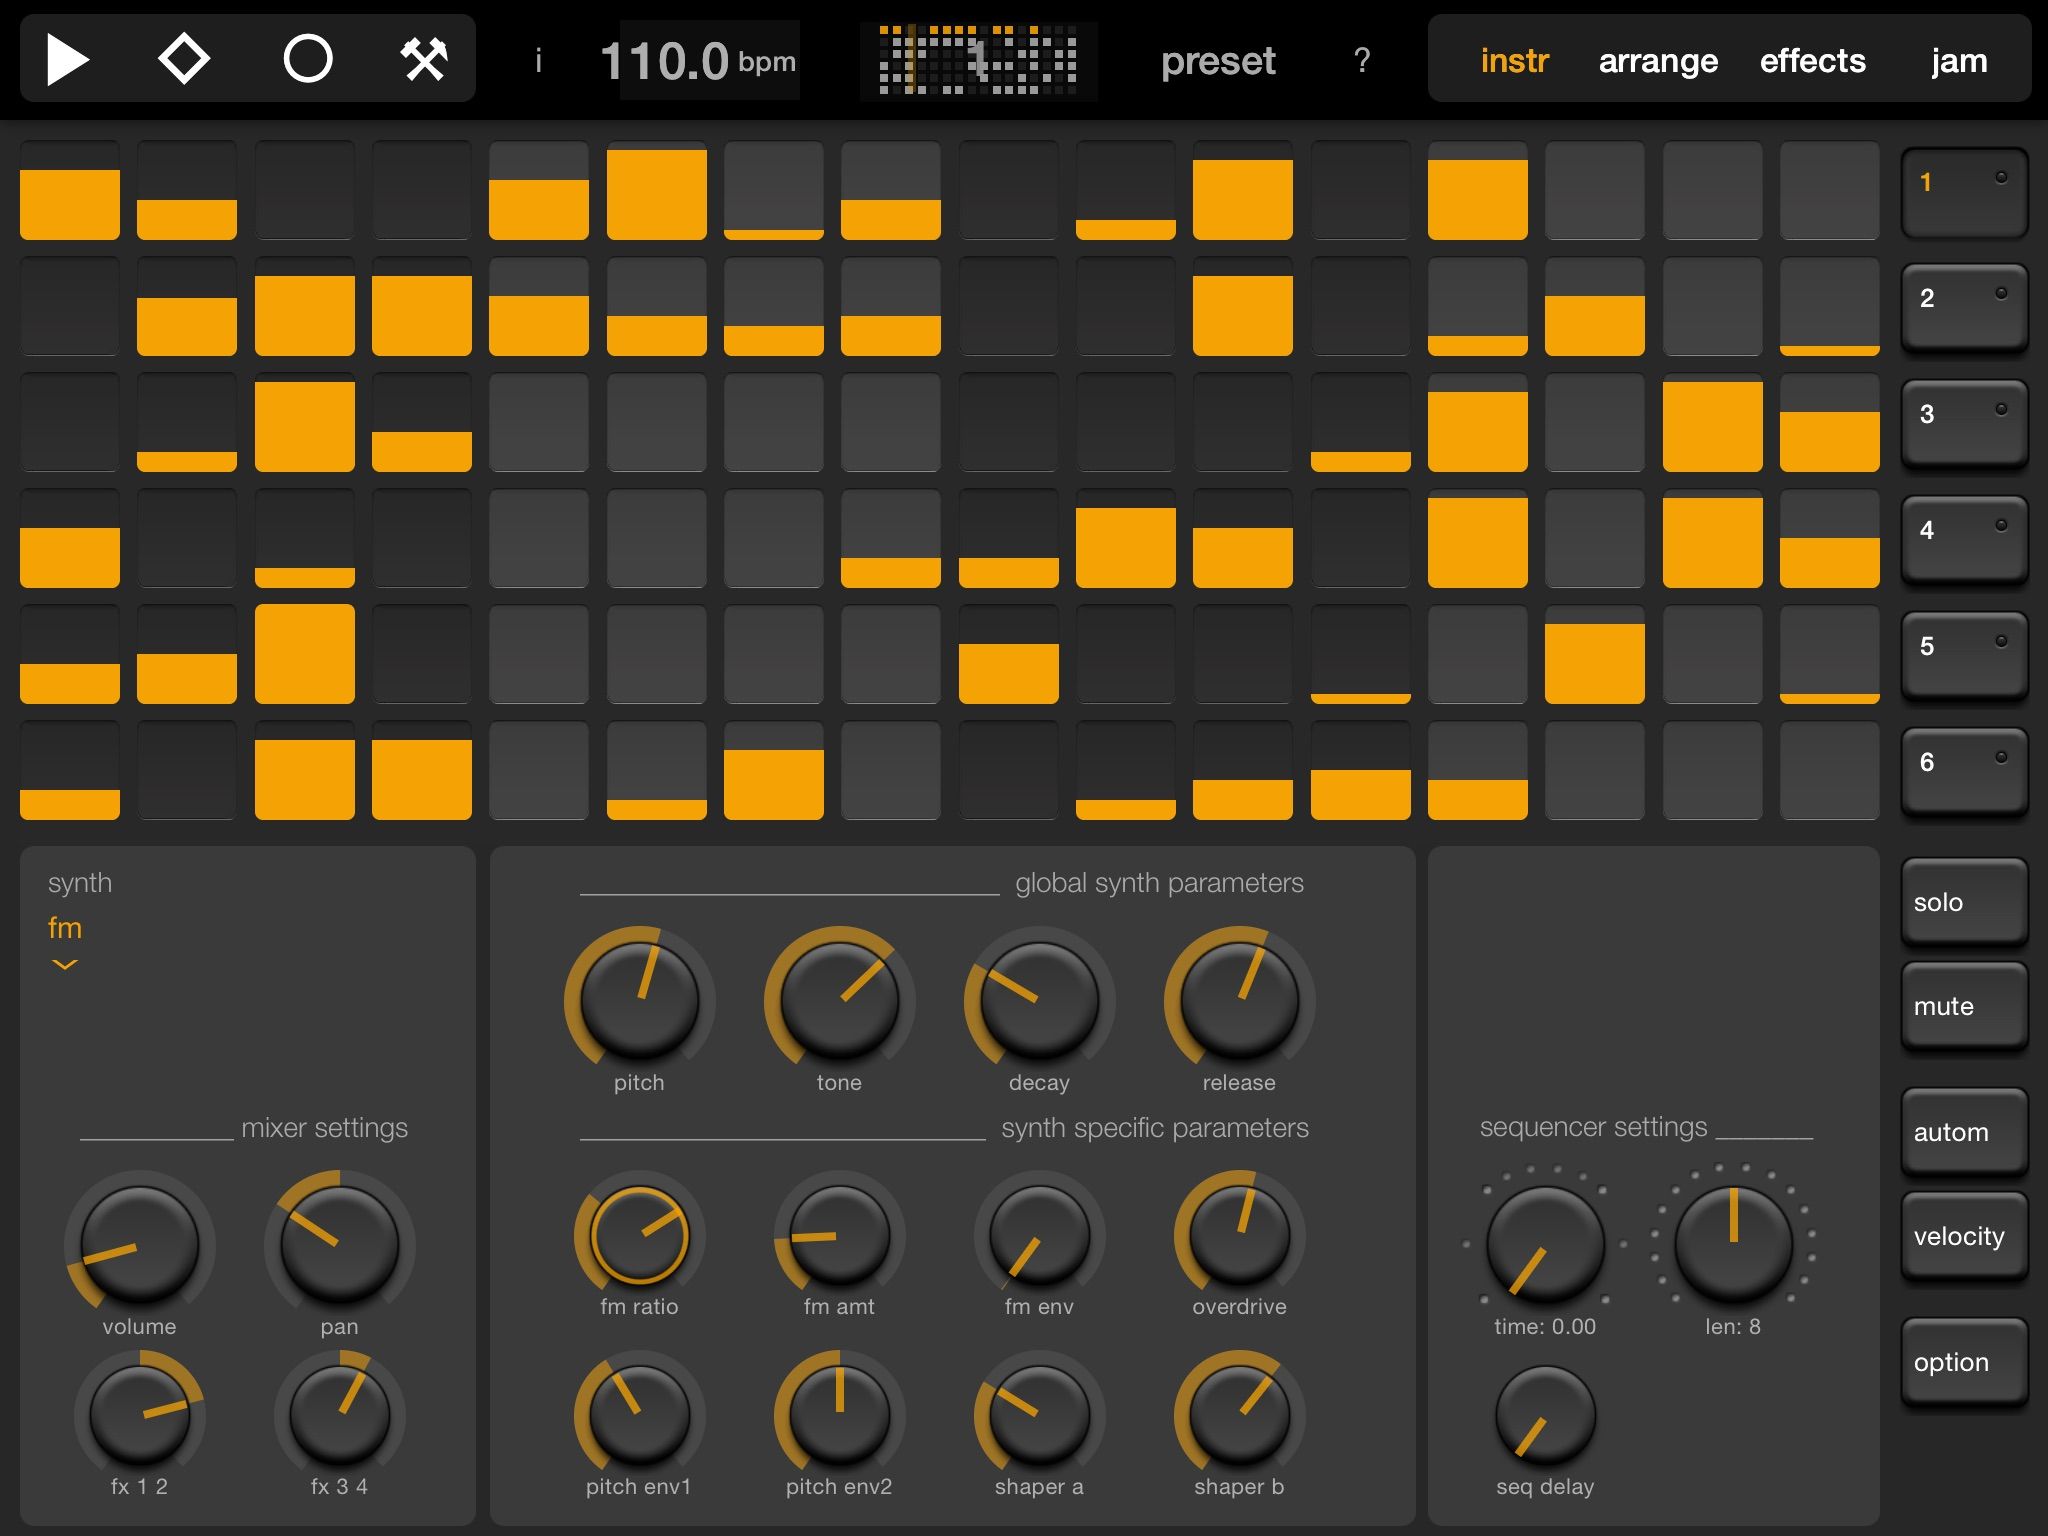 i 110.0 bpm 1 preset ? instr arrange effects jam
1
2
3
4
5
6
synth
fm
global synth parameters
pitch tone decay release
mixer settings
synth specific parameters
sequencer settings
volume pan
fm ratio fm amt fm env overdrive
time: 0.00 len: 8
fx 1 2 fx 3 4
pitch env1 pitch env2 shaper a shaper b
seq delay
solo
mute
autom
velocity
option